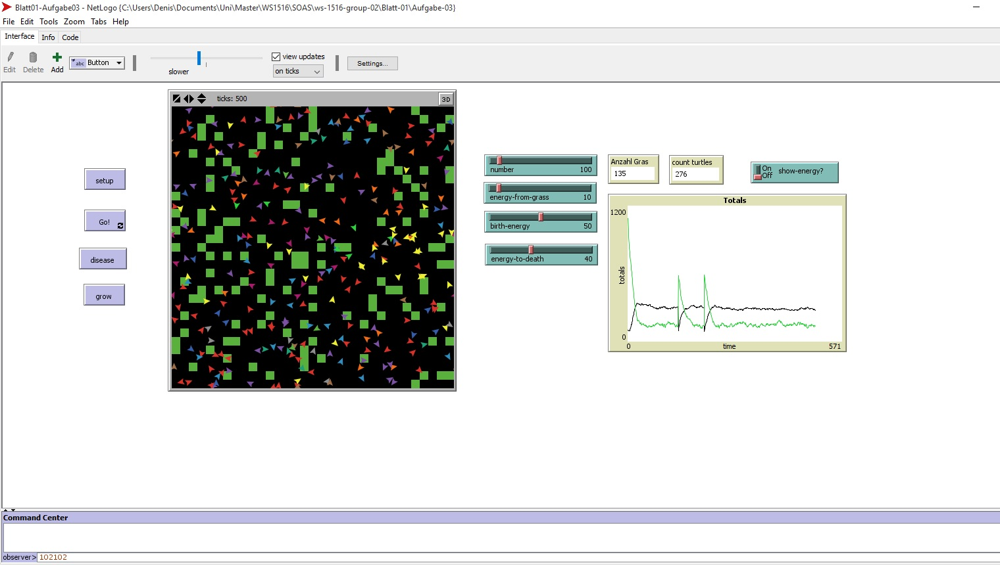 Blatt01-Aufgabe03 - NetLogo {C:\Users\Denis\Documents\Uni\Master\WS1516\SOAS\ws-1516-group-02\Blatt-01\Aufgabe-03}
File Edit Tools Zoom Tabs Help
Interface Info Code
Edit Delete Add abc Button slower view updates on ticks Settings...
ticks: 500 3D
setup
Go!
disease
grow
number 100
energy-from-grass 10
birth-energy 50
energy-to-death 40
Anzahl Gras
135
count turtles
276
On
Off
show-energy?
Totals
1200
totals
0
0 time 571
Command Center
observer> 102102